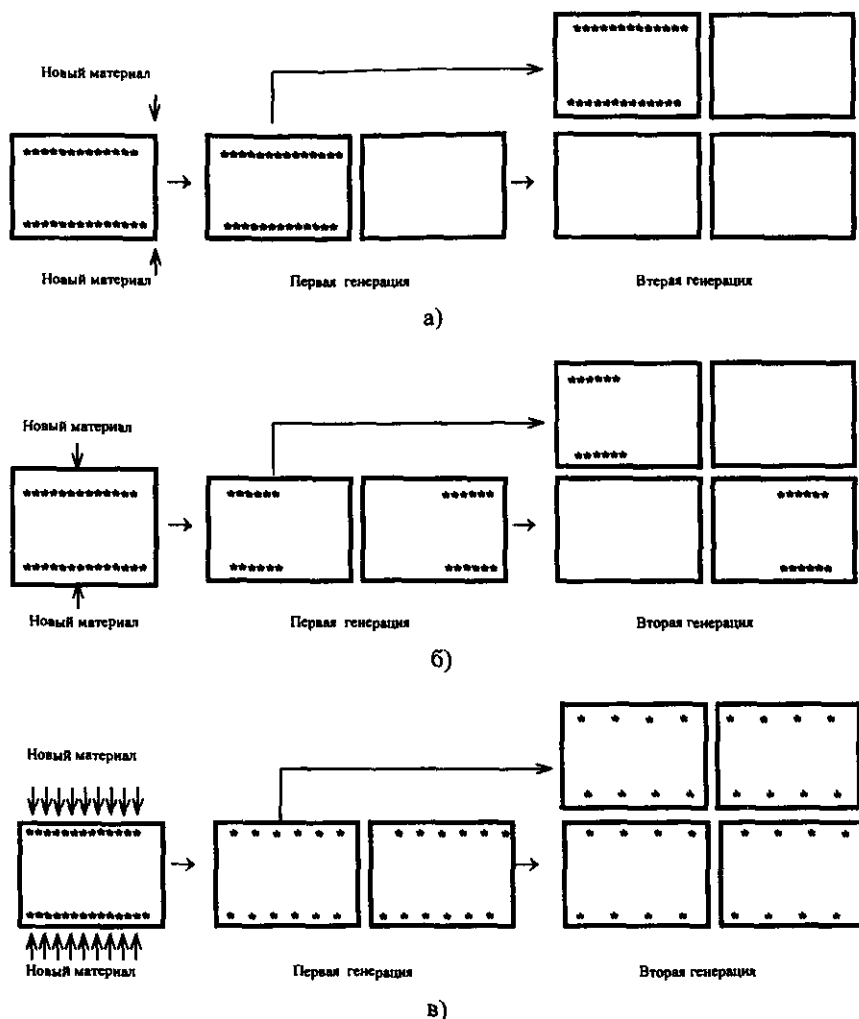 Новый материал
Новый материал
Первая генерация
Втерая генерация
а)
Новый материал
Новый материал
Первая генерация
Вторая генерация
б)
Новый материал
Новый материал
Первая генерация
Вторая генерация
в)